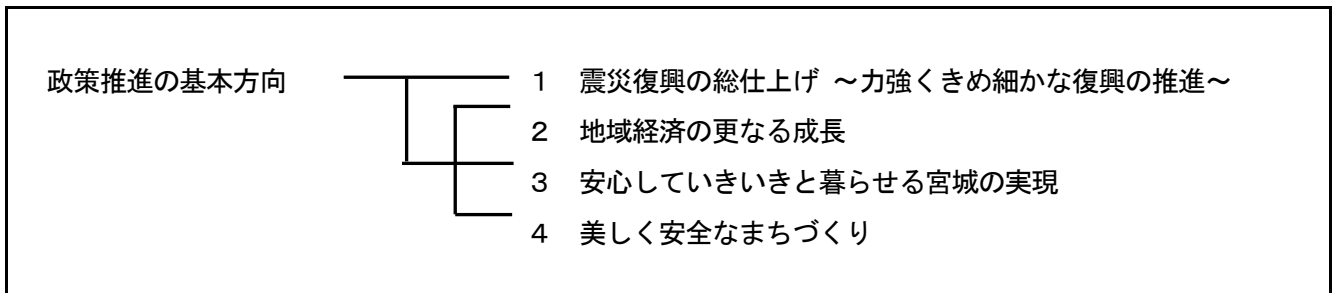 政策推進の基本方向 1 震災復興の総仕上げ ~力強くきめ細かな復興の推進~
2 地域経済の更なる成長
3 安心していきいきと暮らせる宮城の実現
4 美しく安全なまちづくり